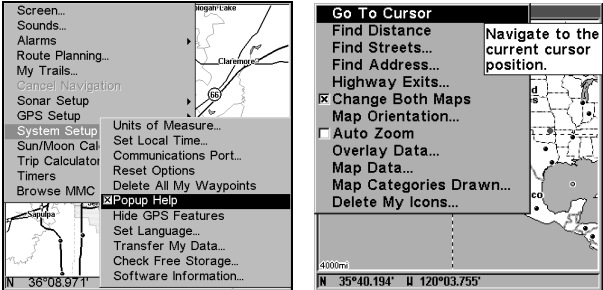 Screen...
Sounds...
Alarms
Route Planning...
My Trails...
Cancel Navigation
Sonar Setup
GPS Setup
System Setup
Sun/Moon Cal
Trip Calculator
Timers
Browse MMC
Units of Measure...
Set Local Time...
Communications Port...
Reset Options
Delete All My Waypoints
Popup Help
Hide GPS Features
Set Language...
Transfer My Data...
Check Free Storage...
Software Information...
Claremore
66
Sapulpa
N 36°08.971'
Go To Cursor
Find Distance
Find Streets...
Find Address...
Highway Exits...
Change Both Maps
Map Orientation...
Auto Zoom
Overlay Data...
Map Data...
Map Categories Drawn...
Delete My Icons...
Navigate to the
current cursor
position.
4000mi
N 35°40.194' W 120°03.755'